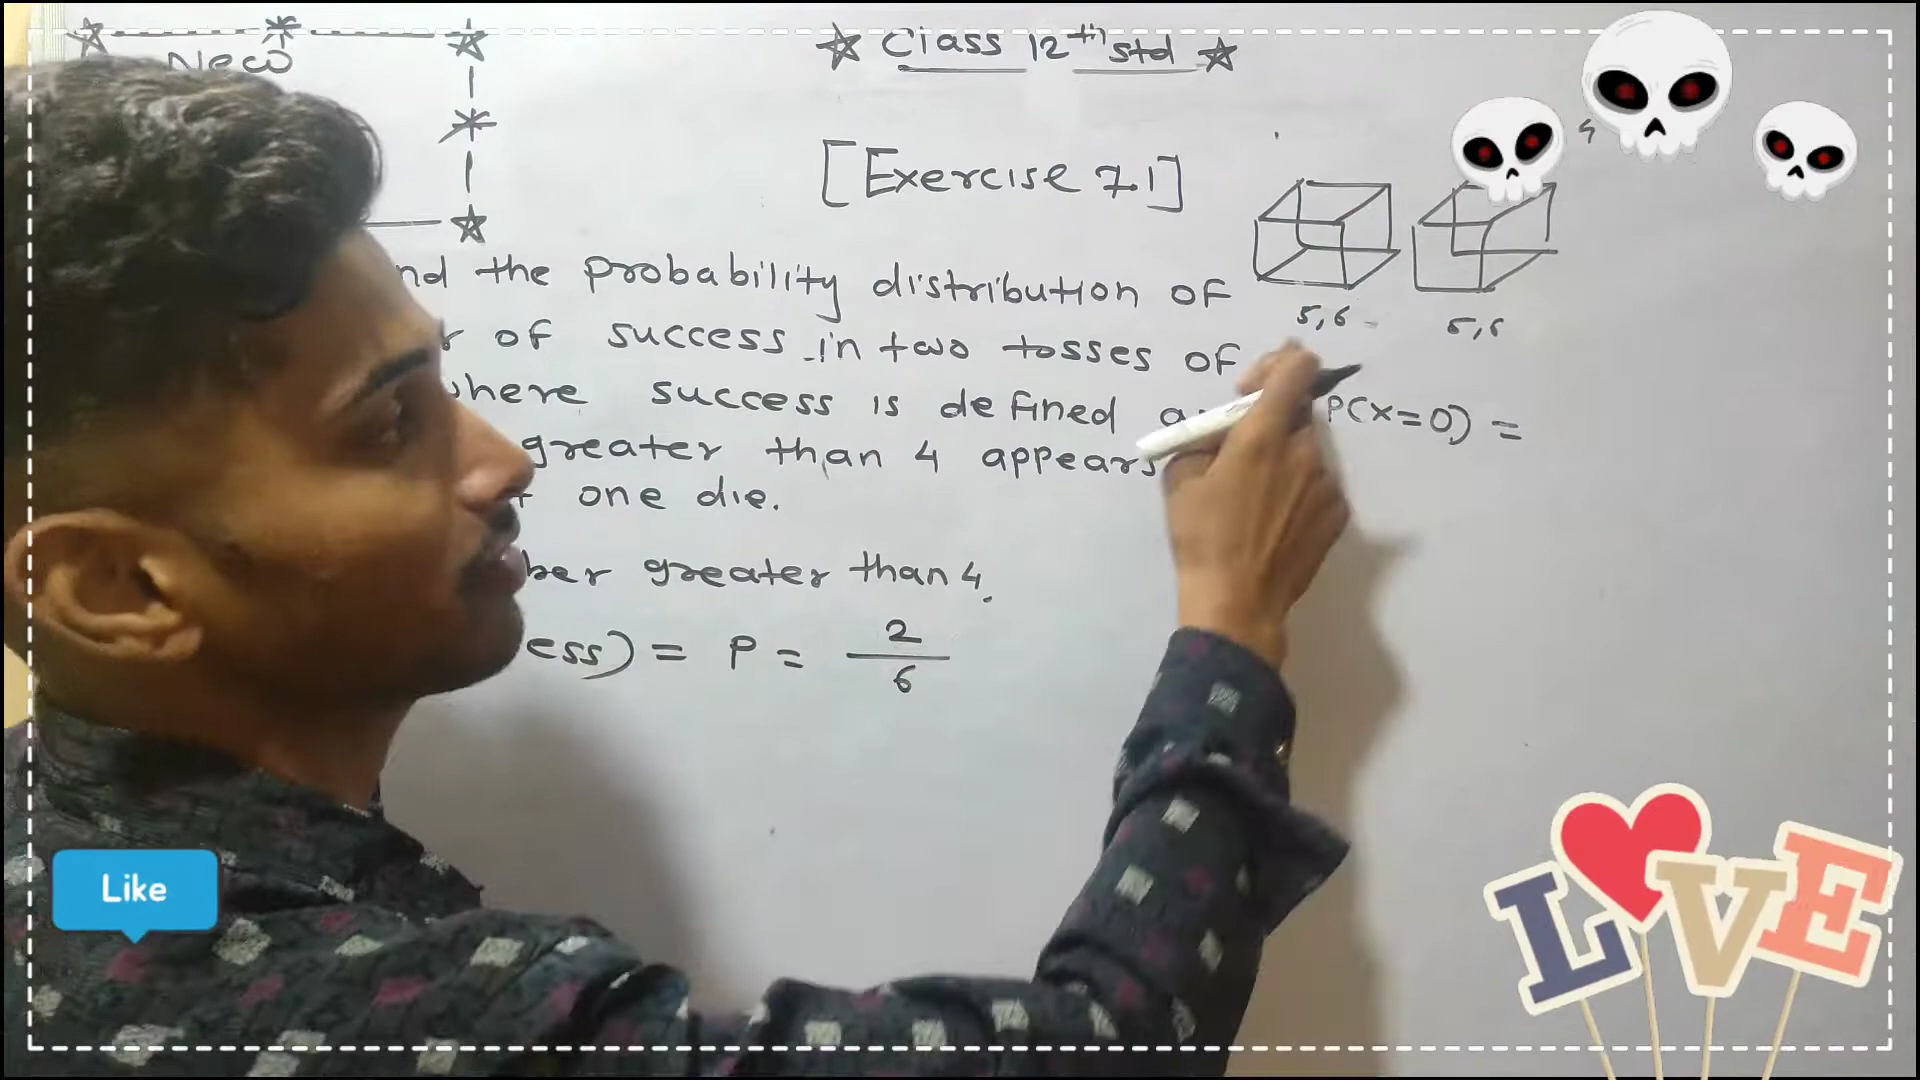 New
☆ Class 12th std ☆
[Exercise 7.1]
nd the probability distribution of
r of success in two tosses of
where success is defined a
greater than 4 appears
one die.
ber greater than 4.
ess) = P = 2/6
5,6
5,6
P(X=0) =
Like
LOVE